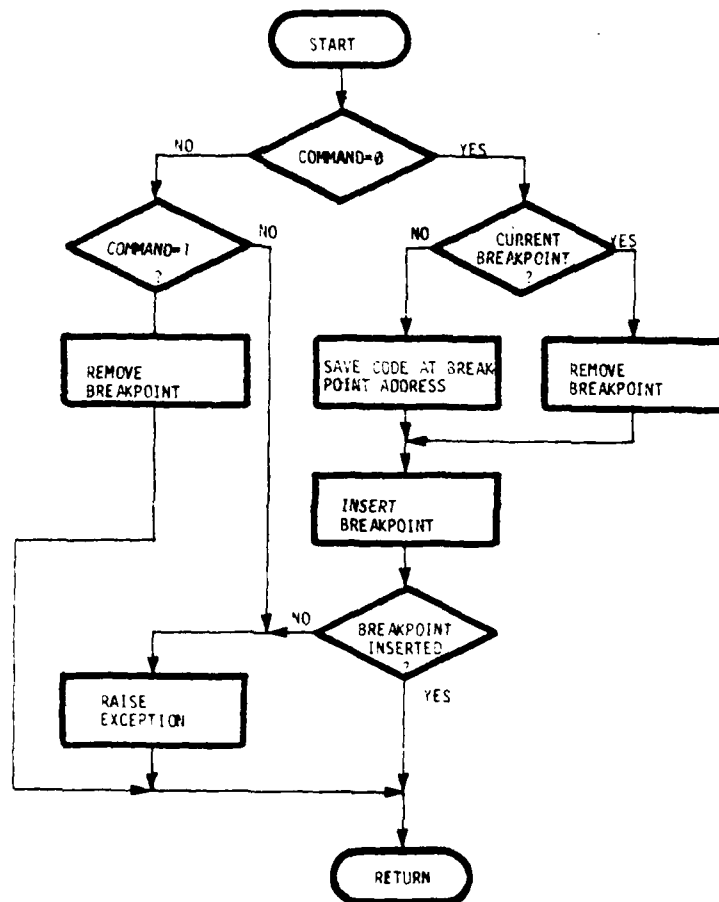 START
COMMAND=0
NO
YES
COMMAND=1
?
NO
CURRENT
BREAKPOINT
?
NO
YES
REMOVE
BREAKPOINT
SAVE CODE AT BREAK
POINT ADDRESS
REMOVE
BREAKPOINT
INSERT
BREAKPOINT
BREAKPOINT
INSERTED
?
NO
YES
RAISE
EXCEPTION
RETURN